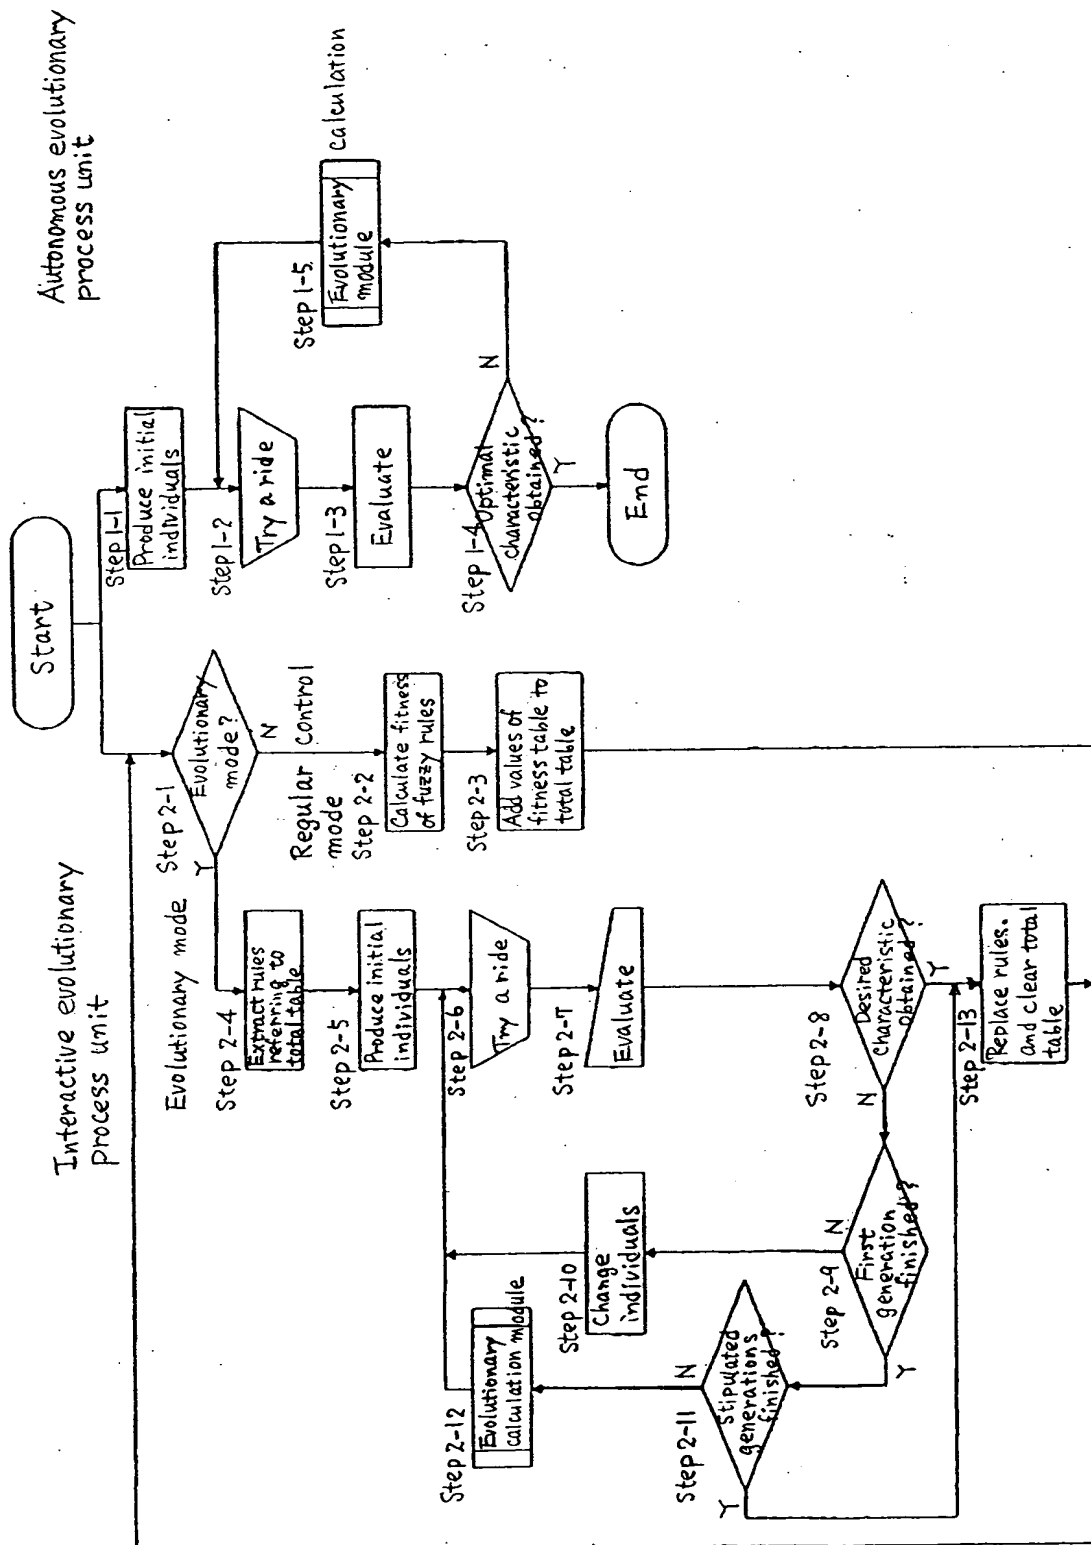 Start
Interactive evolutionary
process unit
Autonomous evolutionary
process unit
Step 2-1
Evolutionary
mode?
Y
N
Evolutionary mode
Regular control
mode
Step 2-2
Calculate fitness
of fuzzy rules
Step 2-3
Add values of
fitness table to
total table
Step 2-4
Extract rules
referring to
total table
Step 2-5
Produce initial
individuals
Step 2-6
Try a ride
Step 2-7
Evaluate
Step 2-8
Desired
characteristic
obtained?
N
Y
Step 2-9
First
generation
finished?
N
Y
Step 2-10
Change
individuals
Step 2-11
Stipulated
generations
finished?
N
Y
Step 2-12
Evolutionary
calculation module
Step 2-13
Replace rules.
and clear total
table
Step 1-1
Produce initial
individuals
Step 1-2
Try a ride
Step 1-3
Evaluate
Step 1-4
Optimal
characteristic
obtained?
N
Y
Step 1-5
Evolutionary
module
calculation
End